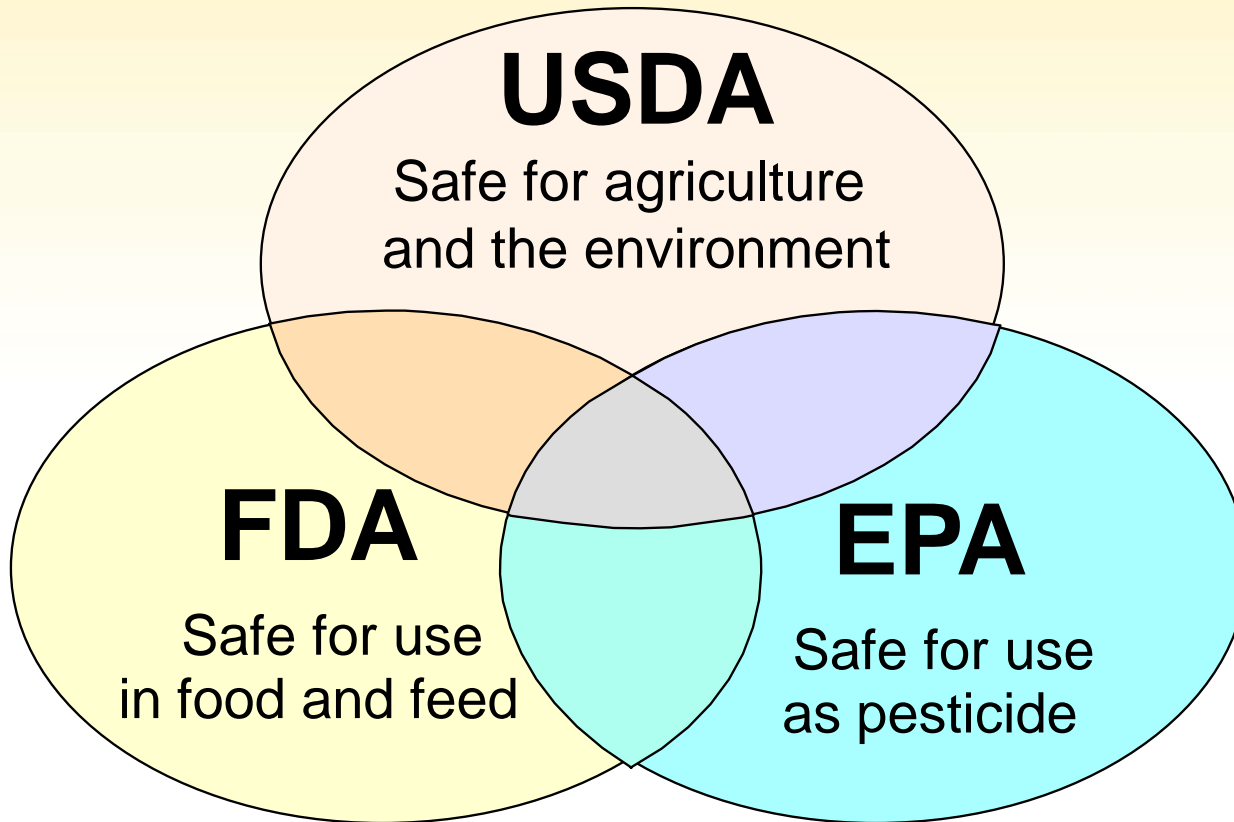 USDA
Safe for agriculture
and the environment
FDA
Safe for use
in food and feed
EPA
Safe for use
as pesticide